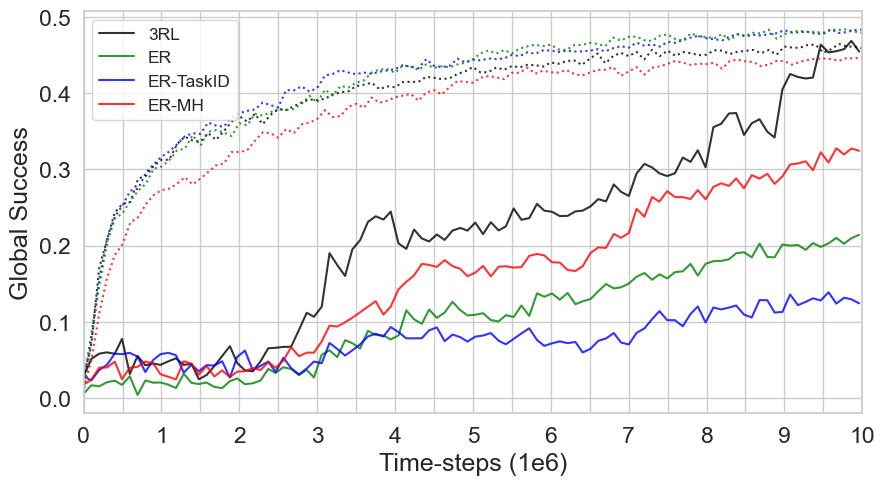 0.5
0.4
0.3
0.2
0.1
0.0
Global Success
3RL
ER
ER-TaskID
ER-MH
0 1 2 3 4 5 6 7 8 9 10
Time-steps (1e6)